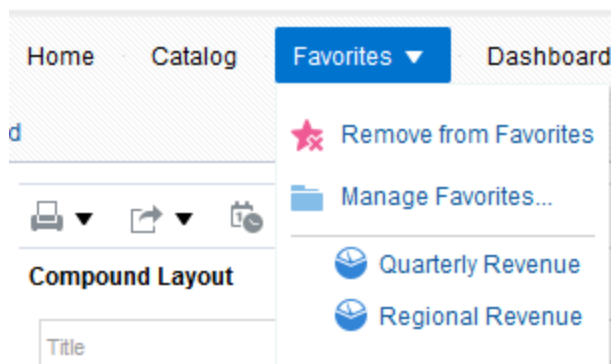 Home Catalog Favorites Dashboard
d
Remove from Favorites
Manage Favorites...
Compound Layout
Quarterly Revenue
Regional Revenue
Title